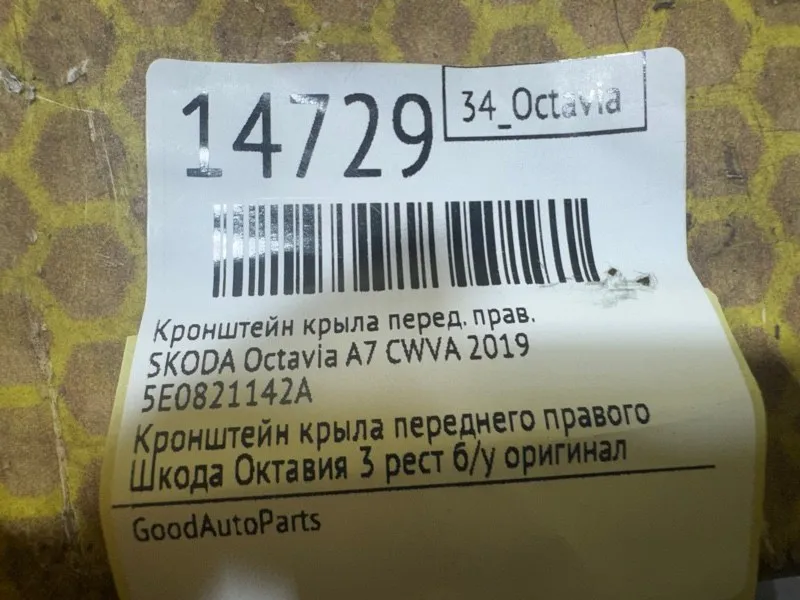 14729
34_Octavia
Кронштейн крыла перед. прав.
SKODA Octavia A7 CWVA 2019
5E0821142A
Кронштейн крыла переднего правого
Шкода Октавия 3 рест б/у оригинал
GoodAutoParts